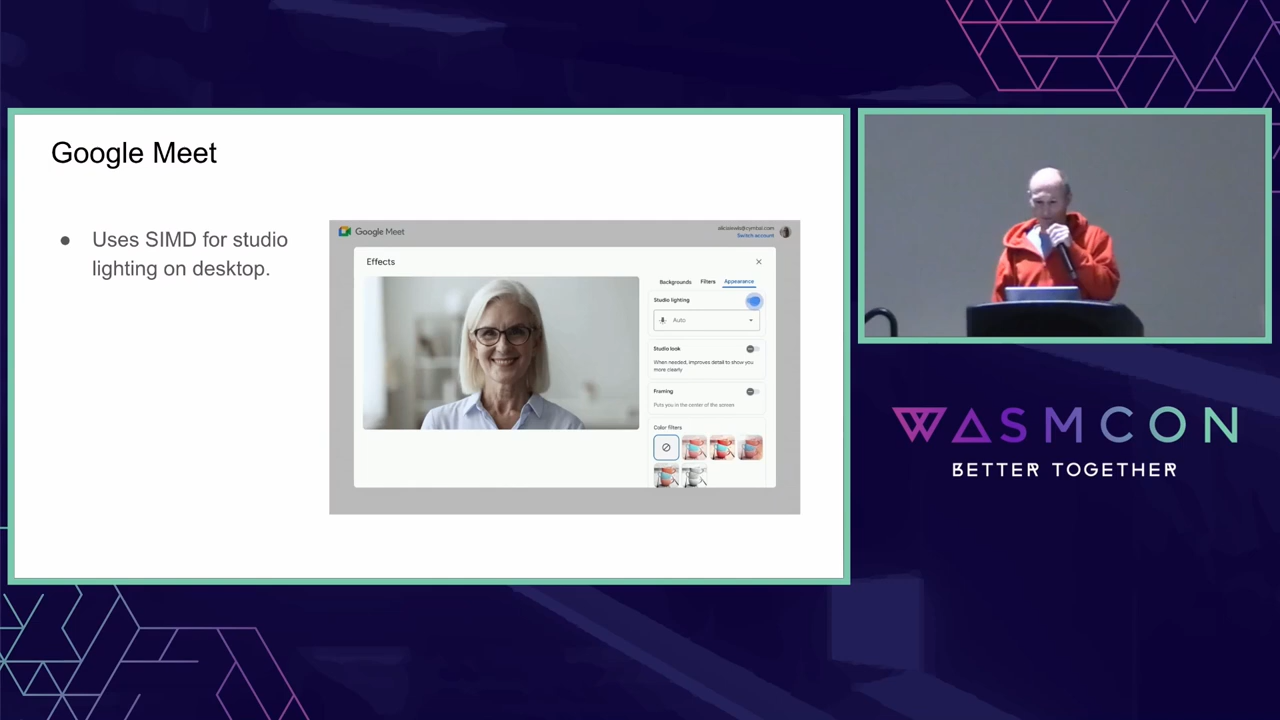 Google Meet
● Uses SIMD for studio
lighting on desktop.
Google Meet
Switch account
Effects
Backgrounds Filters Appearance
Studio lighting
Auto
Studio look
When needed, improves detail to show you
more clearly
Framing
Puts you in the center of the screen
Color filters
WASMCON
BETTER TOGETHER